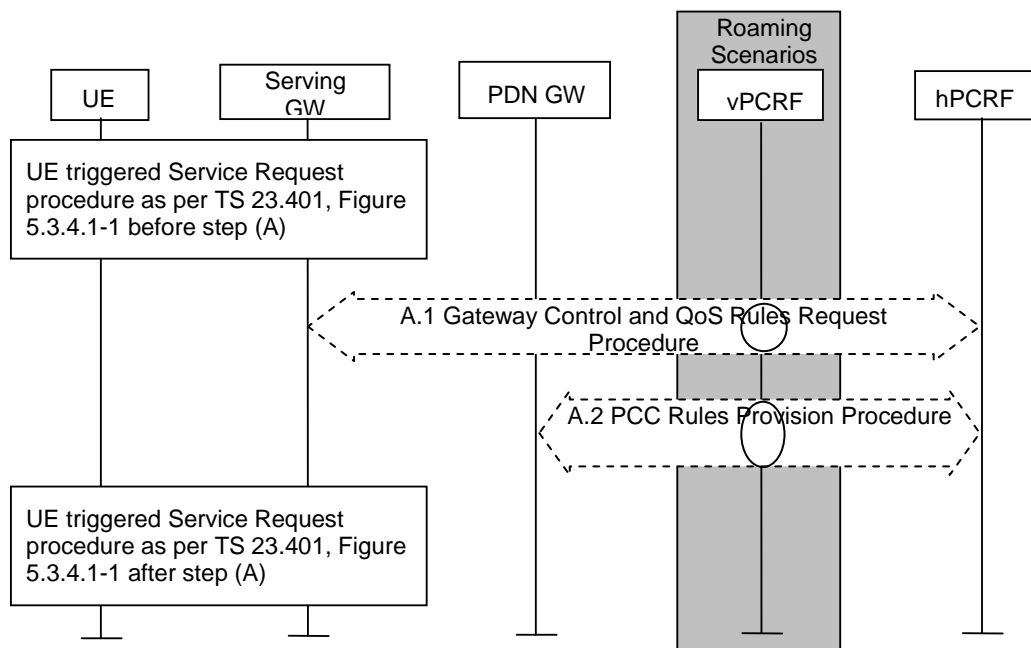 Roaming
Scenarios
UE
Serving
GW
PDN GW
vPCRF
hPCRF
UE triggered Service Request
procedure as per TS 23.401, Figure
5.3.4.1-1 before step (A)
A.1 Gateway Control and QoS Rules Request
Procedure
A.2 PCC Rules Provision Procedure
UE triggered Service Request
procedure as per TS 23.401, Figure
5.3.4.1-1 after step (A)